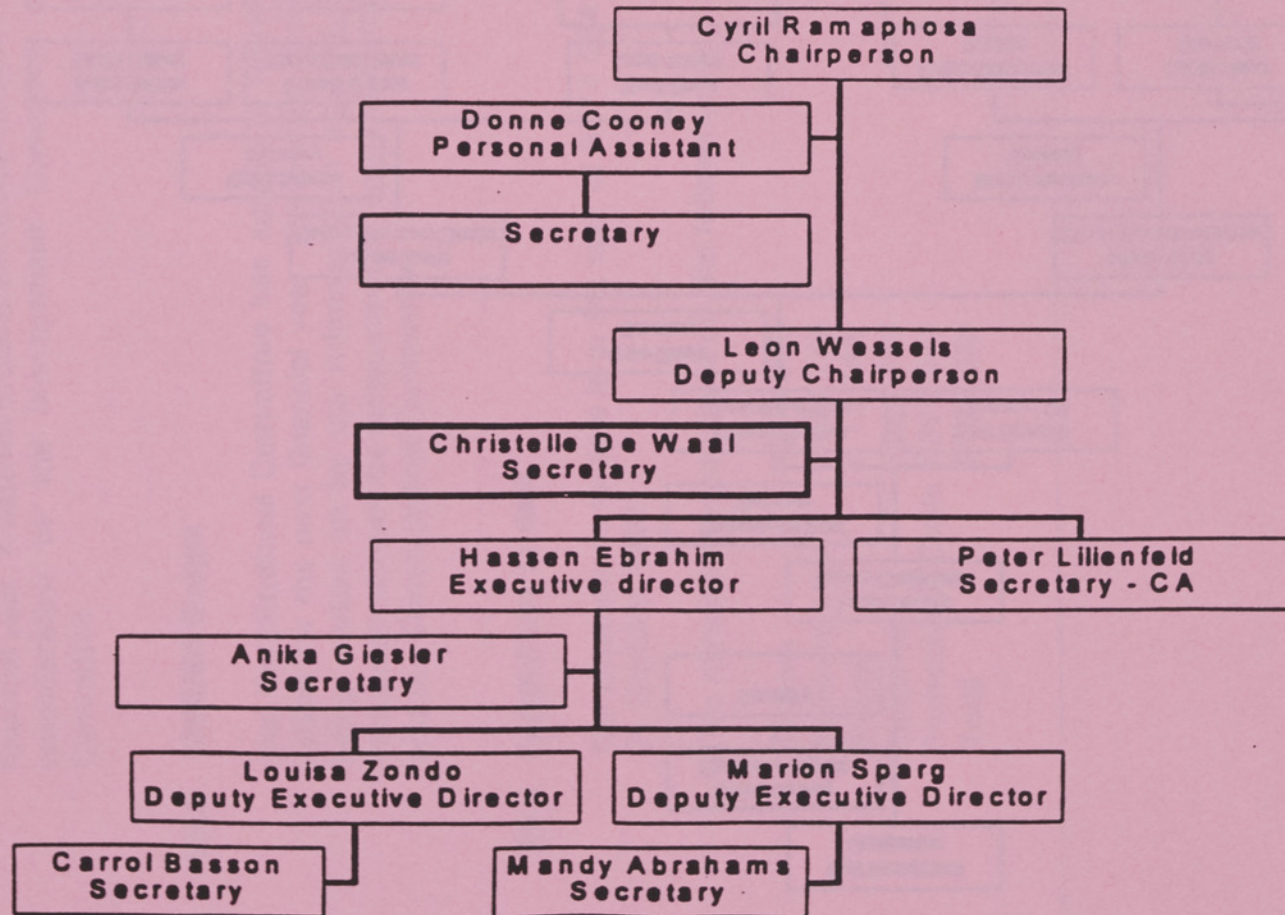 Cyril Ramaphosa
Chairperson
Donne Cooney
Personal Assistant
Secretary
Leon Wessels
Deputy Chairperson
Christelle De Waal
Secretary
Hassen Ebrahim
Executive director
Peter Lilienfeld
Secretary - CA
Anika Giesler
Secretary
Louisa Zondo
Deputy Executive Director
Marion Sparg
Deputy Executive Director
Carrol Basson
Secretary
Mandy Abrahams
Secretary